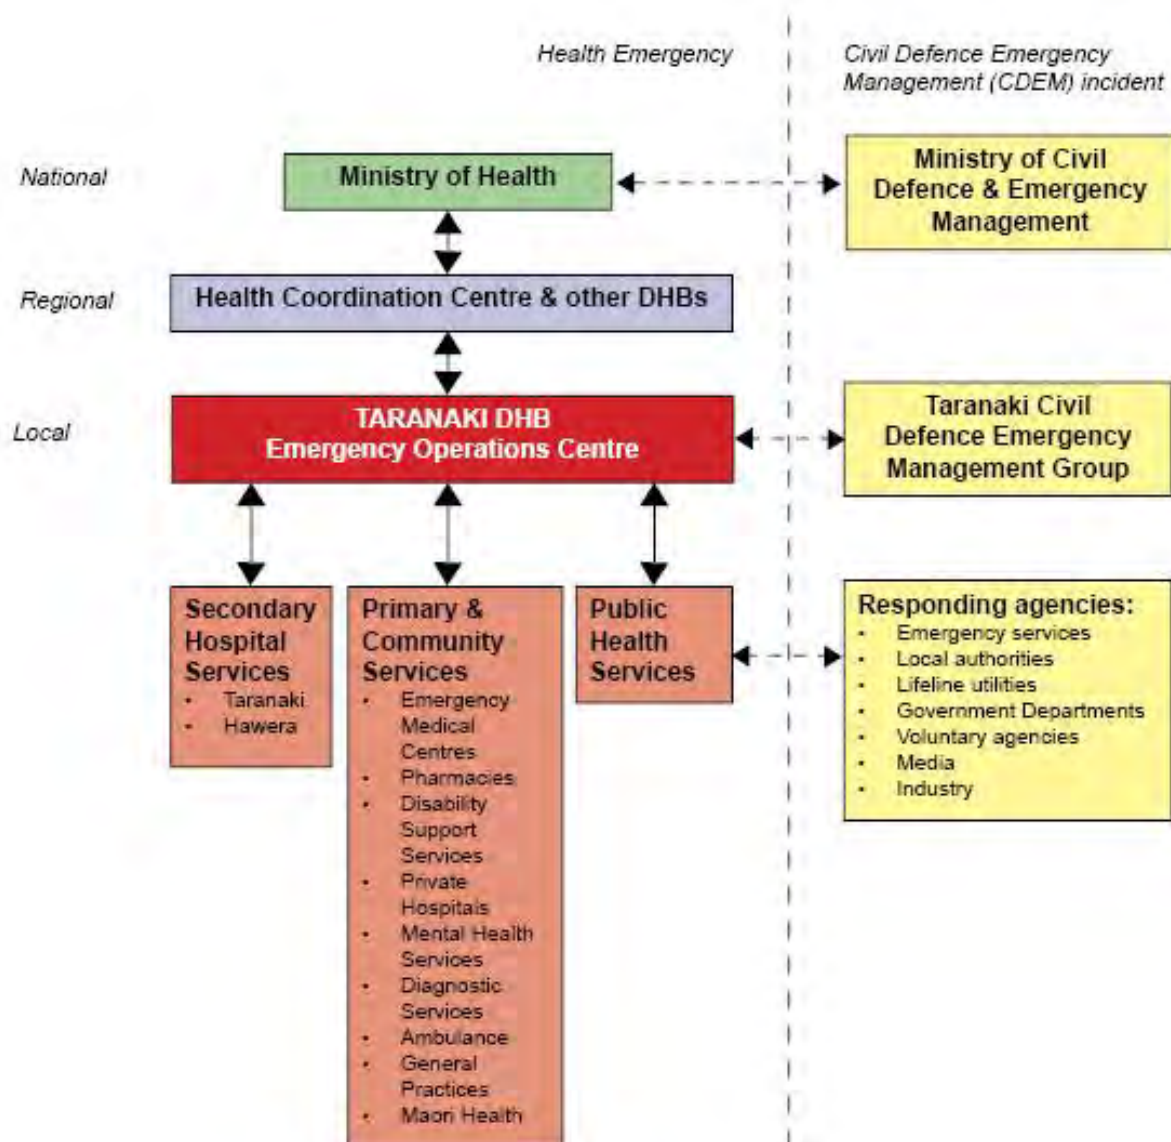 Health Emergency
Civil Defence Emergency
Management (CDEM) incident
National
Ministry of Health
Ministry of Civil
Defence & Emergency
Management
Regional
Health Coordination Centre & other DHBs
Local
TARANAKI DHB
Emergency Operations Centre
Taranaki Civil
Defence Emergency
Management Group
Secondary
Hospital
Services
• Taranaki
• Hawera
Primary &
Community
Services
• Emergency
Medical
Centres
• Pharmacies
• Disability
Support
Services
• Private
Hospitals
• Mental Health
Services
• Diagnostic
Services
• Ambulance
• General
Practices
• Maori Health
Public
Health
Services
Responding agencies:
• Emergency services
• Local authorities
• Lifeline utilities
• Government Departments
• Voluntary agencies
• Media
• Industry